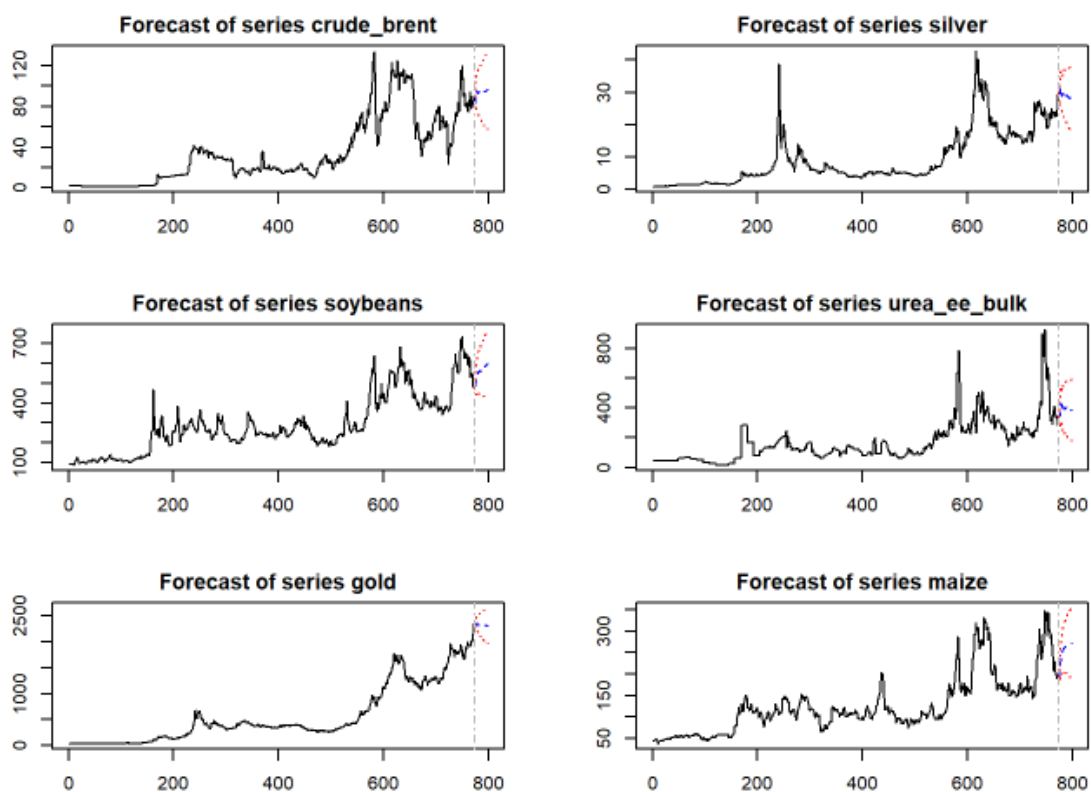 Forecast of series crude_brent
120
80
40
0
0 200 400 600 800
Forecast of series silver
30
10
0
0 200 400 600 800
Forecast of series soybeans
700
400
100
0 200 400 600 800
Forecast of series urea_ee_bulk
800
400
0
0 200 400 600 800
Forecast of series gold
2500
1000
0
0 200 400 600 800
Forecast of series maize
300
150
50
0 200 400 600 800